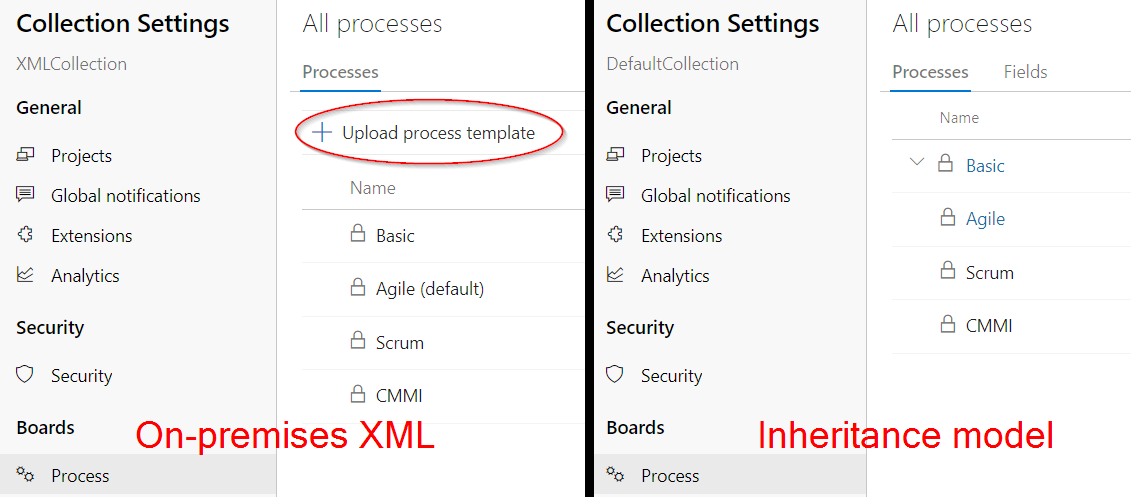 Collection Settings
XMLCollection
General
Projects
Global notifications
Extensions
Analytics
Security
Security
Boards
Process
All processes
Processes
Upload process template
Name
Basic
Agile (default)
Scrum
CMMI
On-premises XML
Collection Settings
DefaultCollection
General
Projects
Global notifications
Extensions
Analytics
Security
Security
Boards
Process
All processes
Processes Fields
Name
Basic
Agile
Scrum
CMMI
Inheritance model